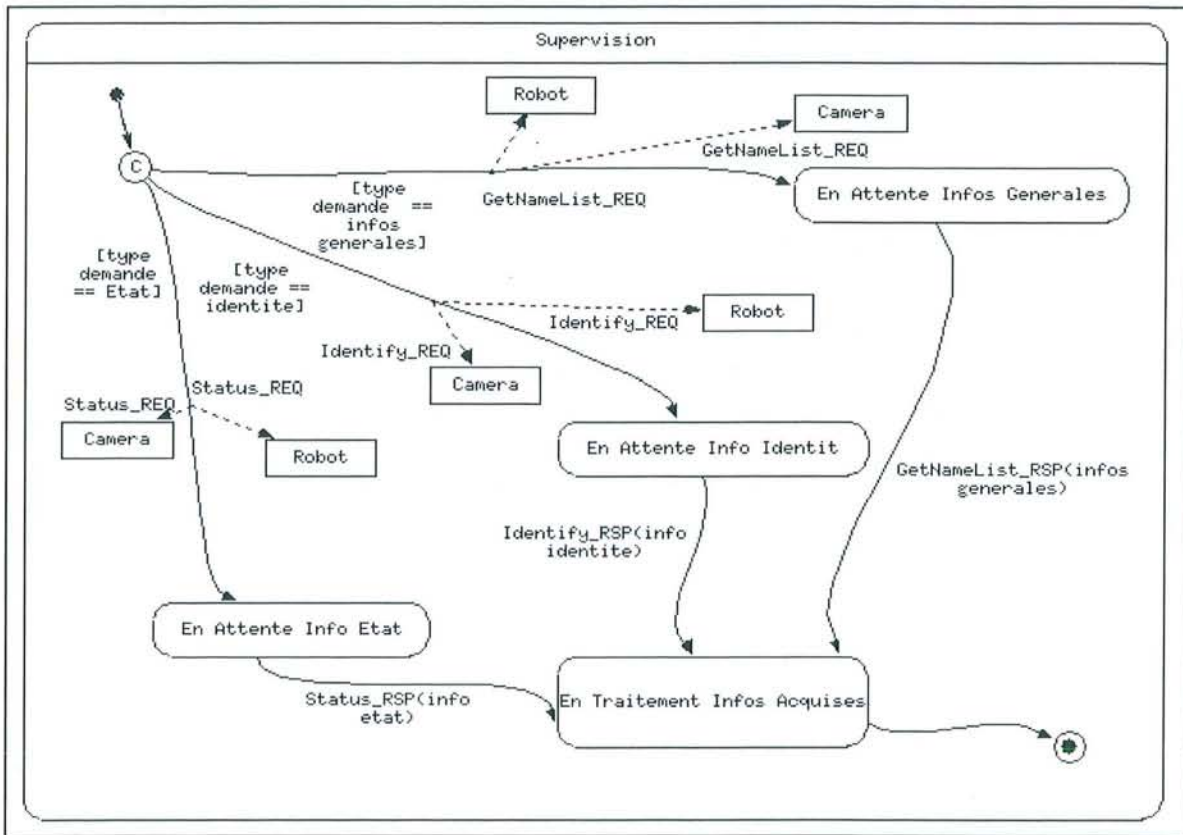 Supervision
Robot
Camera
C
GetNameList_REQ
[type
demande ==
infos
generales]
GetNameList_REQ
En Attente Infos Generales
[type
demande
== Etat]
[type
demande ==
identite]
Identify_REQ
Robot
Identify_REQ
Camera
Status_REQ
Status_REQ
Camera
Robot
En Attente Info Identit
GetNameList_RSP(infos
generales)
Identify_RSP(info
identite)
En Attente Info Etat
Status_RSP(info
etat)
En Traitement Infos Acquises